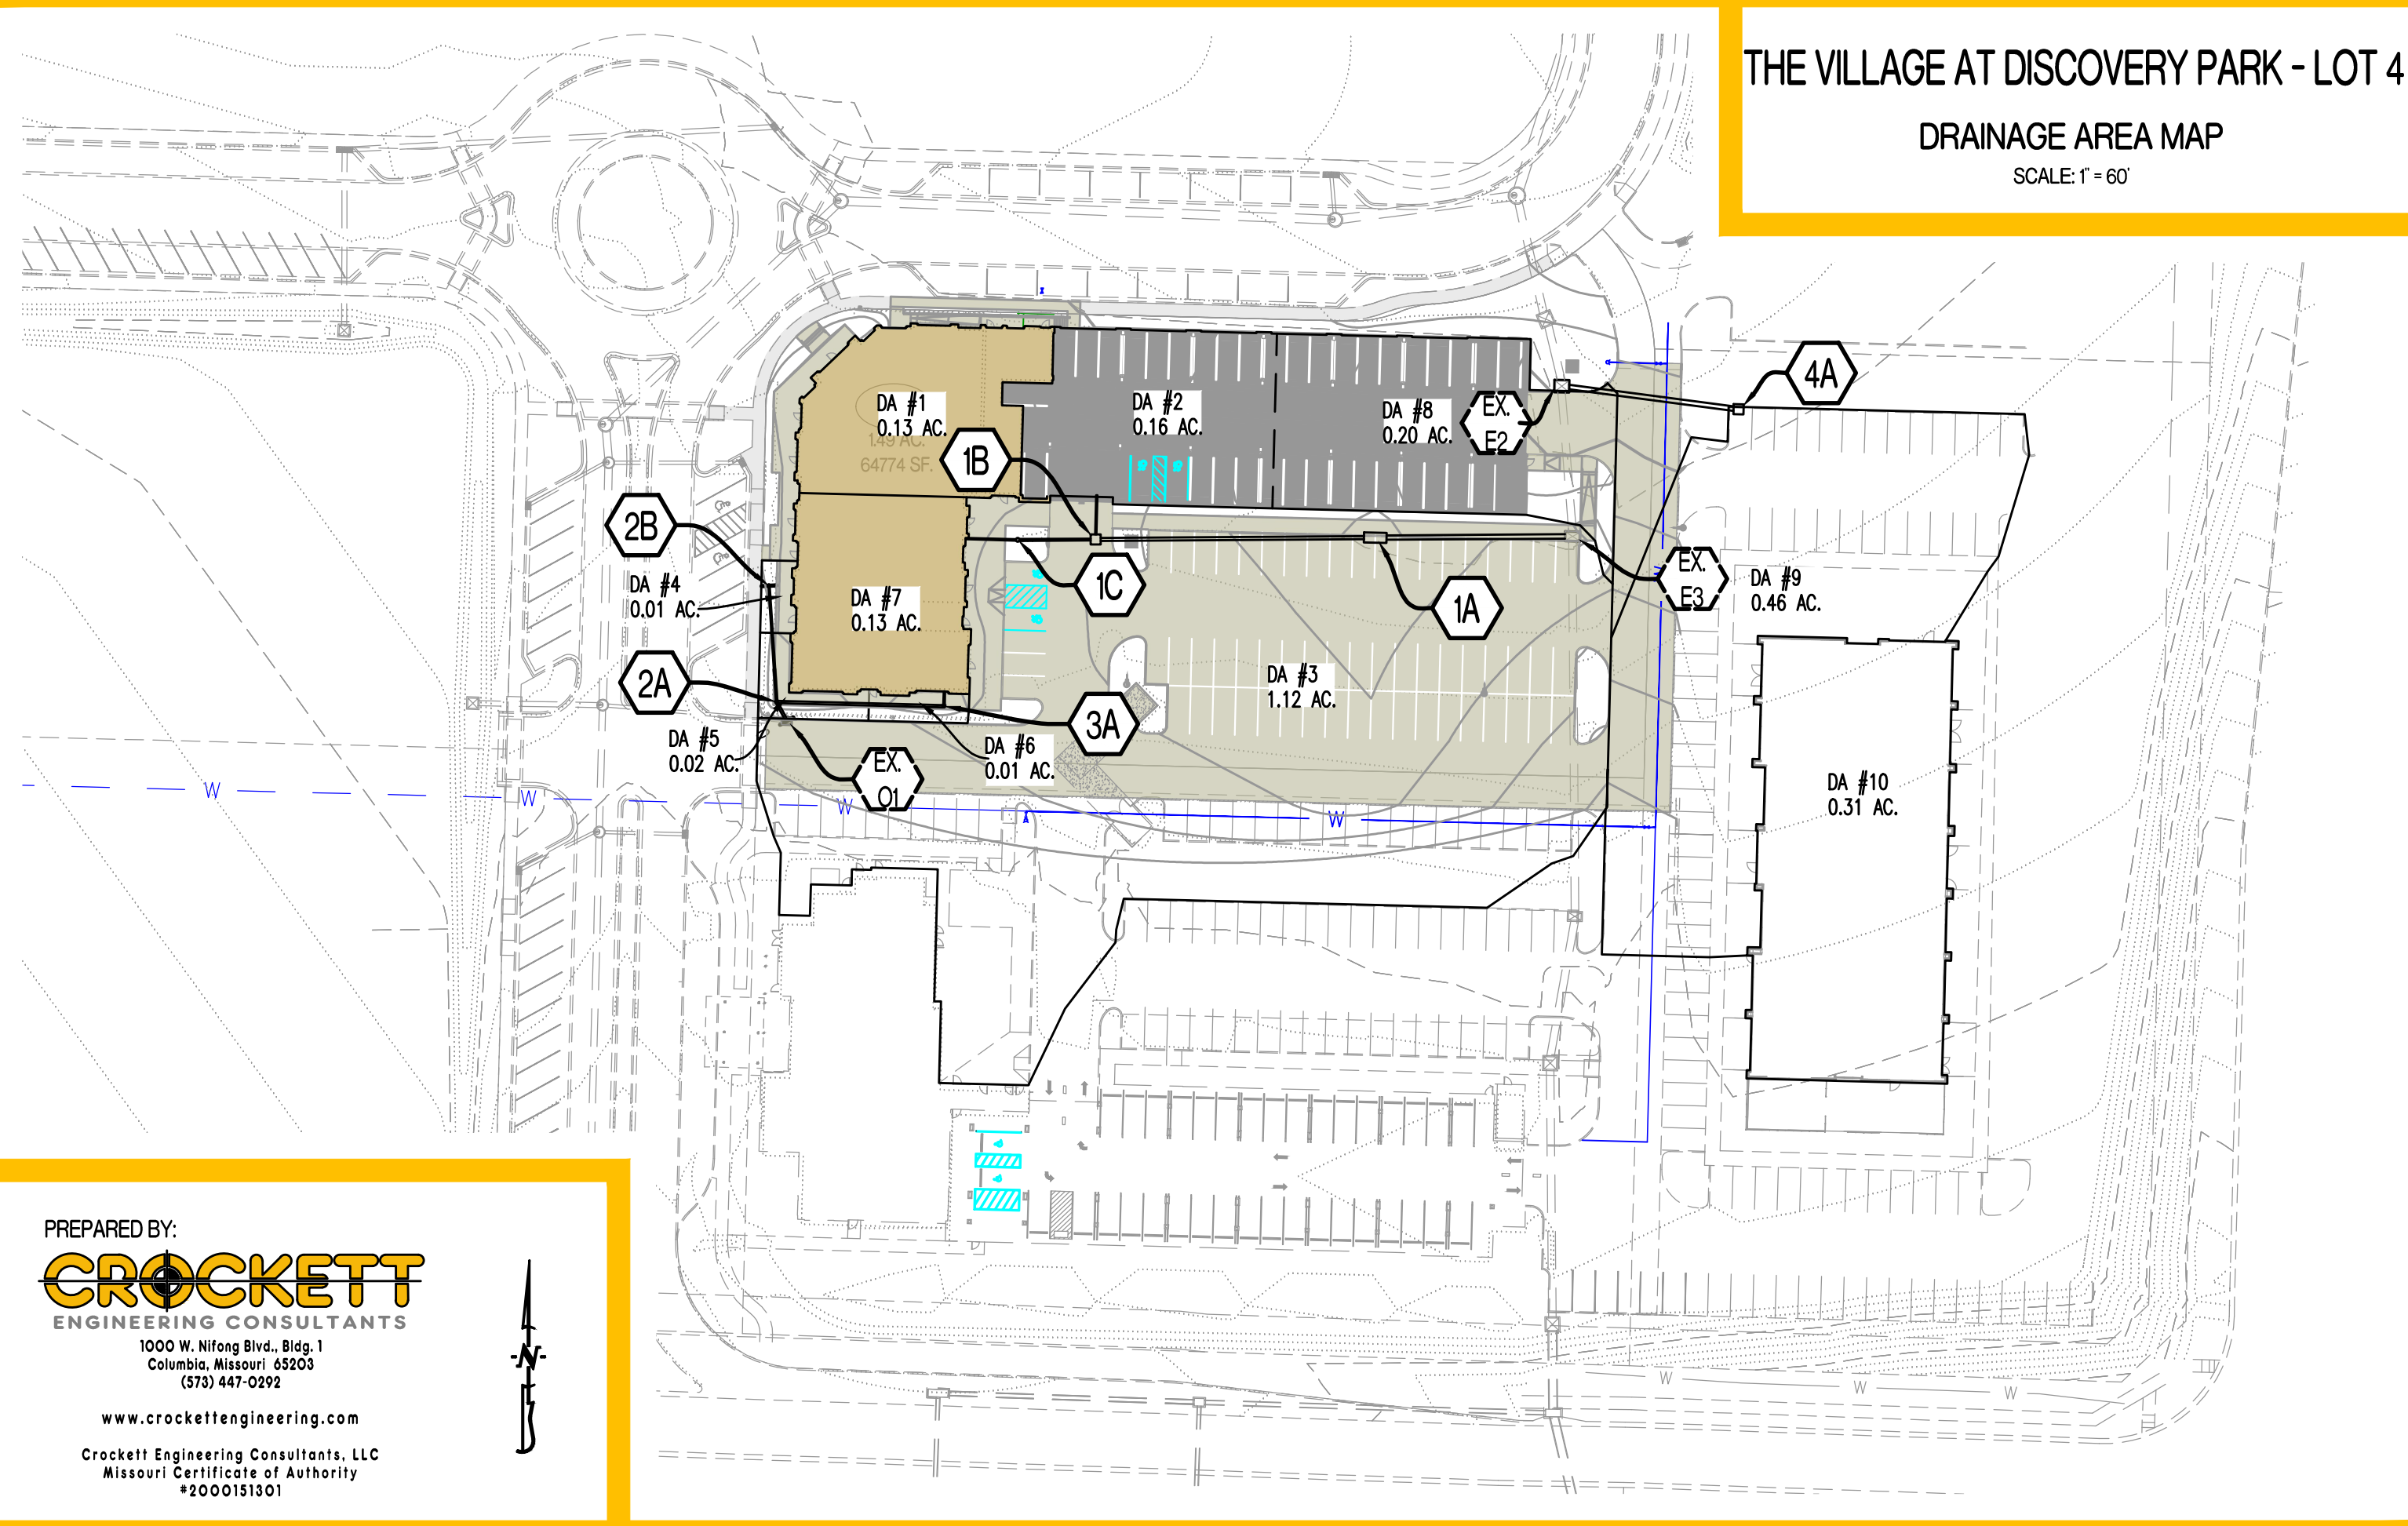 THE VILLAGE AT DISCOVERY PARK - LOT 4
DRAINAGE AREA MAP
SCALE: 1" = 60'
4A
DA #1
0.13 AC.
1.49 AC.
64774 SF.
DA #2
0.16 AC.
DA #8
0.20 AC.
EX.
E2
1B
2B
1C
1A
EX.
E3
DA #9
0.46 AC.
DA #4
0.01 AC.
DA #7
0.13 AC.
2A
DA #3
1.12 AC.
3A
DA #5
0.02 AC.
DA #6
0.01 AC.
EX.
O1
DA #10
0.31 AC.
W
W
W
W
W
W
W
PREPARED BY:
CROCKETT
ENGINEERING CONSULTANTS
1000 W. Nifong Blvd., Bldg. 1
Columbia, Missouri 65203
(573) 447-0292
www.crockettengineering.com
Crockett Engineering Consultants, LLC
Missouri Certificate of Authority
#2000151301
N